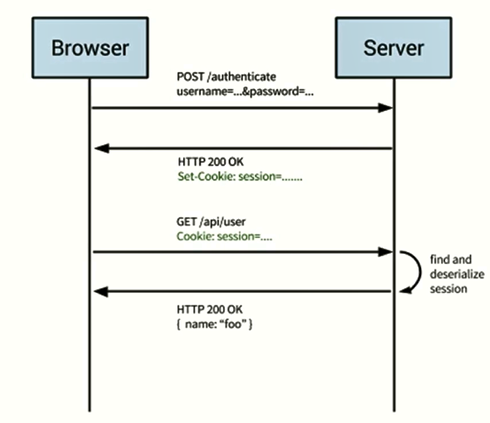 Browser
Server
POST /authenticate
username=...&password=...
HTTP 200 OK
Set-Cookie: session=.......
GET /api/user
Cookie: session=....
find and
deserialize
session
HTTP 200 OK
{ name: “foo” }